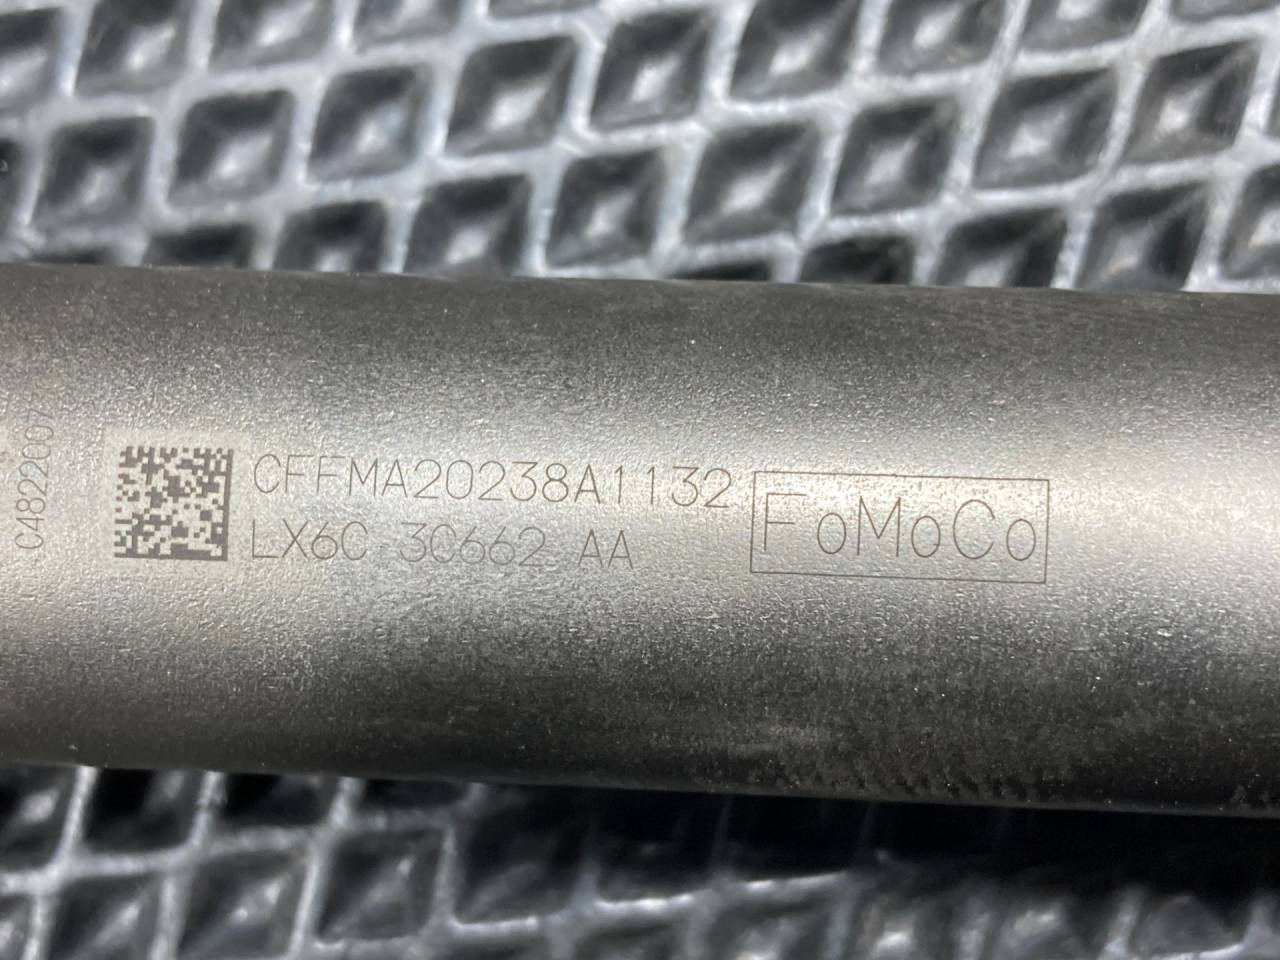 C4822007
CFFMA20238A1132
LX6C 3C662 AA
FoMoCo